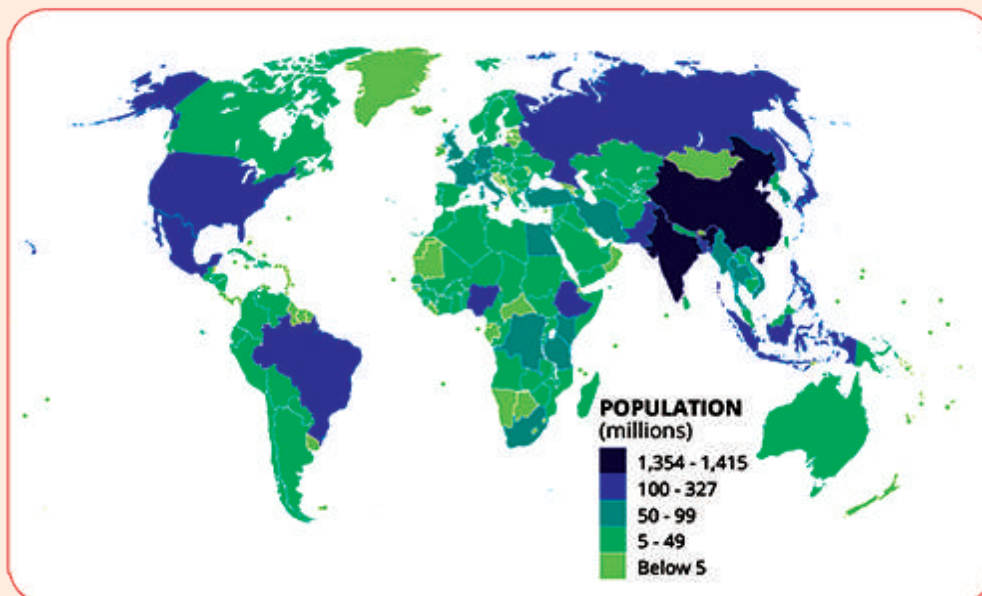 POPULATION
(millions)
1,354 - 1,415
100 - 327
50 - 99
5 - 49
Below 5